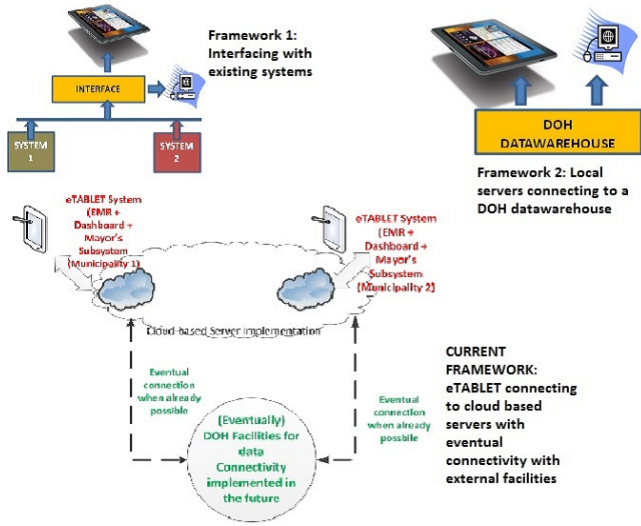 Framework 1:
Interfacing with
existing systems
INTERFACE
SYSTEM
1
SYSTEM
2
DOH
DATAWAREHOUSE
Framework 2: Local
servers connecting to a
DOH datawarehouse
eTABLET System
(EMR +
Dashboard +
Mayor's
Subsystem
(Municipality 1)
eTABLET System
(EMR +
Dashboard +
Mayor's
Subsystem
(Municipality 2)
Cloud-based Server Implementation
Eventual
connection
when already
possible
Eventual
connection
when already
possbile
(Eventually)
DOH Facilities for
data
Connectivity
implemented in
the future
CURRENT
FRAMEWORK:
eTABLET connecting
to cloud based
servers with
eventual
connectivity with
external facilities